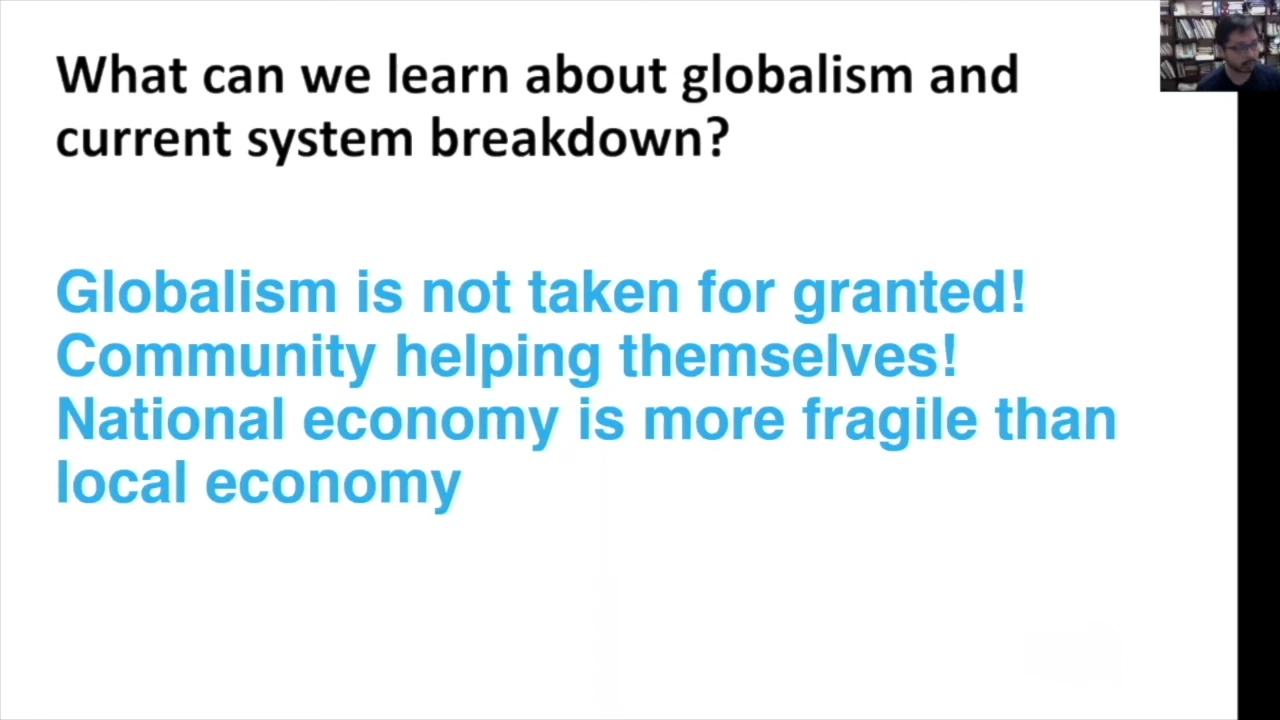 What can we learn about globalism and
current system breakdown?
Globalism is not taken for granted!
Community helping themselves!
National economy is more fragile than
local economy